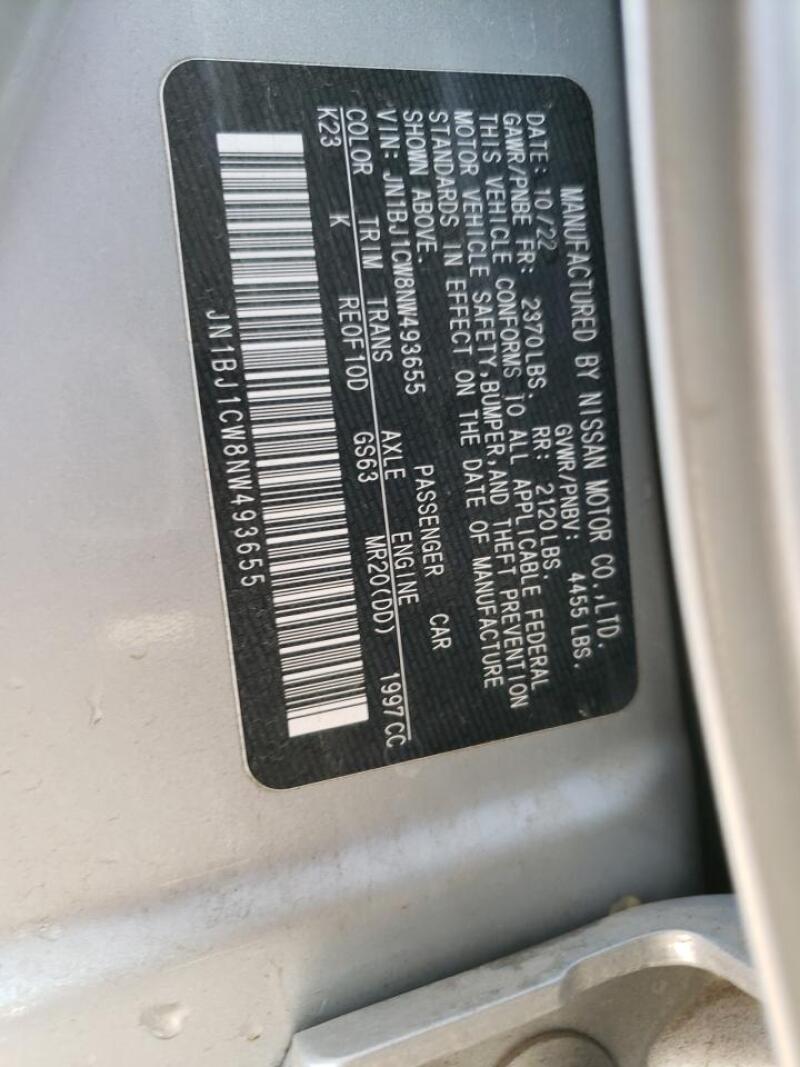 MANUFACTURED BY NISSAN MOTOR CO.,LTD.
DATE: 10/22 GVWR/PNBV: 4455 LBS.
GAWR/PNBE FR: 2370LBS. RR: 2120LBS.
THIS VEHICLE CONFORMS TO ALL APPLICABLE FEDERAL
MOTOR VEHICLE SAFETY,BUMPER,AND THEFT PREVENTION
STANDARDS IN EFFECT ON THE DATE OF MANUFACTURE
SHOWN ABOVE.
VIN: JN1BJ1CW8NW493655 PASSENGER CAR
COLOR TRIM TRANS AXLE ENGINE
K23 K RE0F10D GS63 MR20(DD) 1997CC
JN1BJ1CW8NW493655